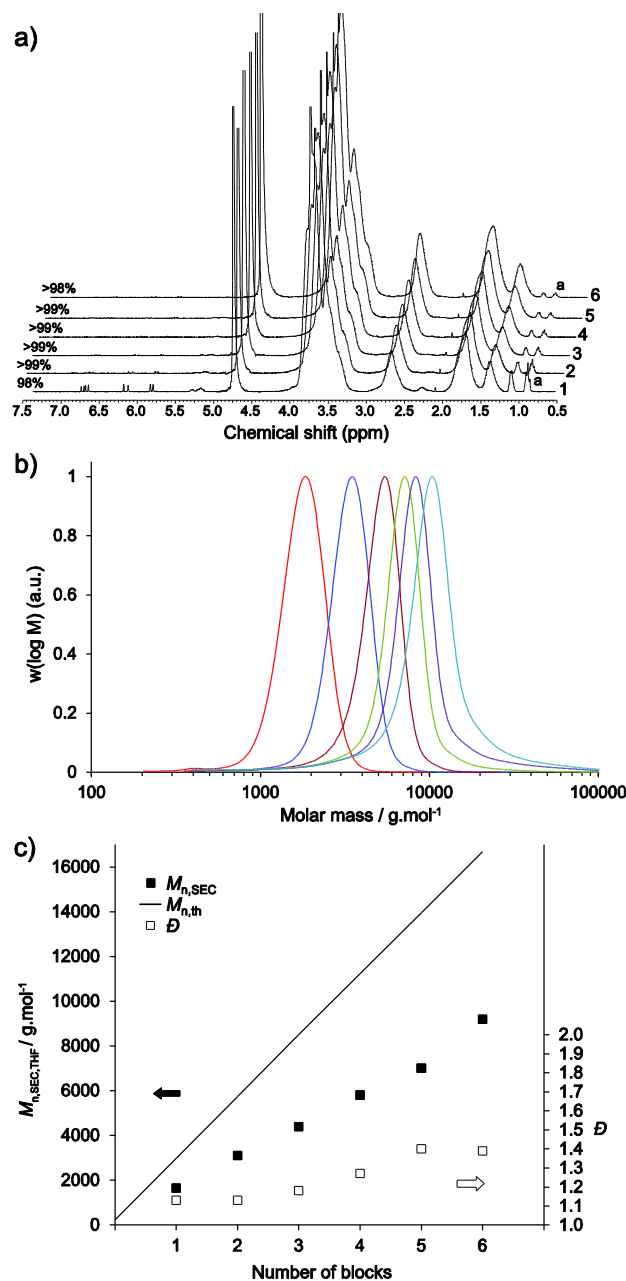 a)
>98%
a
6
>99%
5
>99%
4
>99%
3
>99%
2
98%
a
1
7.5 7.0 6.5 6.0 5.5 5.0 4.5 4.0 3.5 3.0 2.5 2.0 1.5 1.0 0.5
Chemical shift (ppm)
b)
1
0.8
0.6
0.4
0.2
0
w(log M) (a.u.)
100 1000 10000 100000
Molar mass / g.mol-1
c)
16000
14000
12000
10000
8000
6000
4000
2000
0
Mn,SEC,THF / g.mol-1
Mn,SEC
Mn,th
Đ
2.0
1.9
1.8
1.7
1.6
1.5
1.4
1.3
1.2
1.1
1.0
Đ
1 2 3 4 5 6
Number of blocks